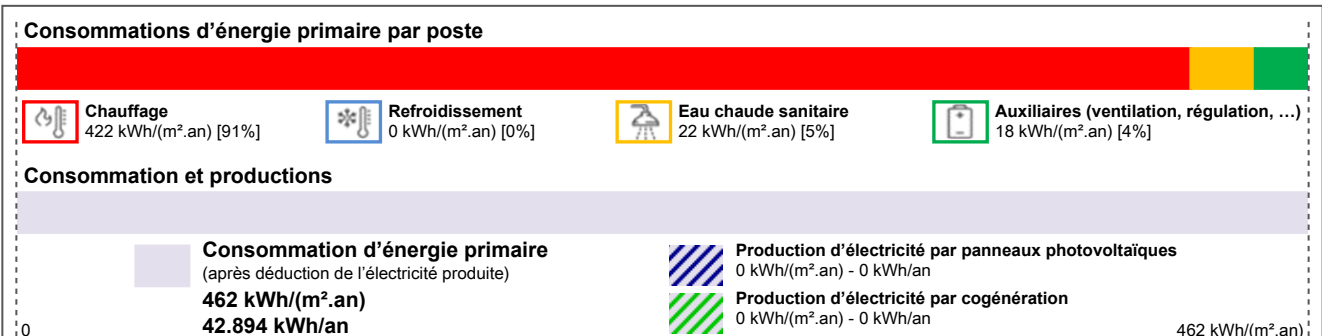 Consommations d’énergie primaire par poste
Chauffage
422 kWh/(m².an) [91%]
Refroidissement
0 kWh/(m².an) [0%]
Eau chaude sanitaire
22 kWh/(m².an) [5%]
Auxiliaires (ventilation, régulation, …)
18 kWh/(m².an) [4%]
Consommation et productions
Consommation d’énergie primaire
(après déduction de l’électricité produite)
462 kWh/(m².an)
42.894 kWh/an
Production d’électricité par panneaux photovoltaïques
0 kWh/(m².an) - 0 kWh/an
Production d’électricité par cogénération
0 kWh/(m².an) - 0 kWh/an
0
462 kWh/(m².an)